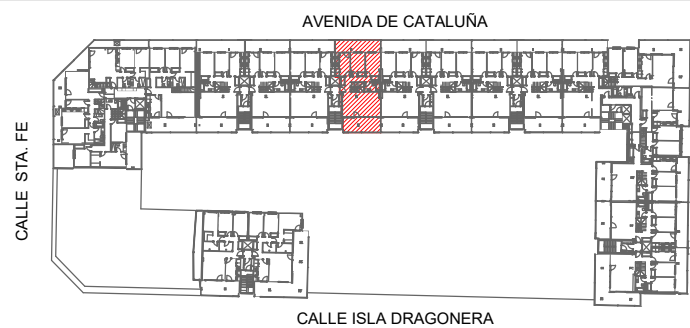 AVENIDA DE CATALUÑA
CALLE STA. FE
CALLE ISLA DRAGONERA